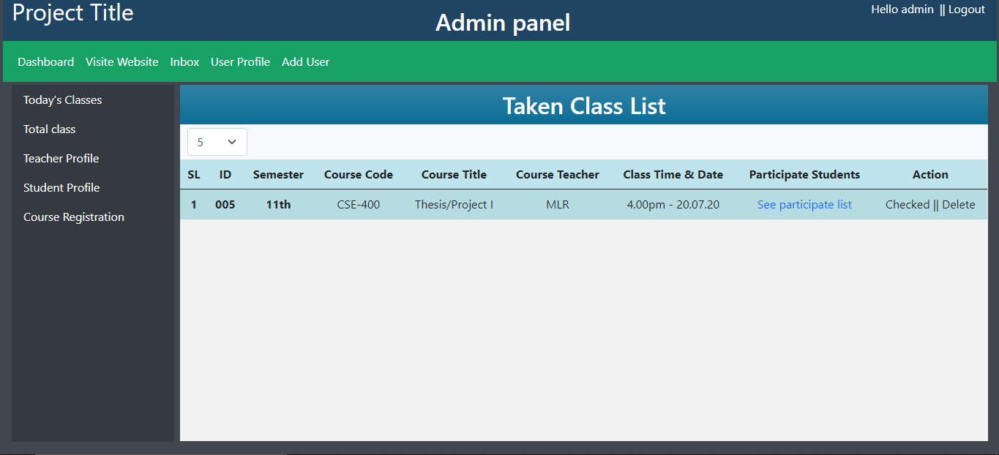 Project Title
Admin panel
Hello admin || Logout
Dashboard Visite Website Inbox User Profile Add User
Today's Classes
Total class
Teacher Profile
Student Profile
Course Registration
Taken Class List
5
SL ID Semester Course Code Course Title Course Teacher Class Time & Date Participate Students Action
1 005 11th CSE-400 Thesis/Project I MLR 4.00pm - 20.07.20 See participate list Checked || Delete